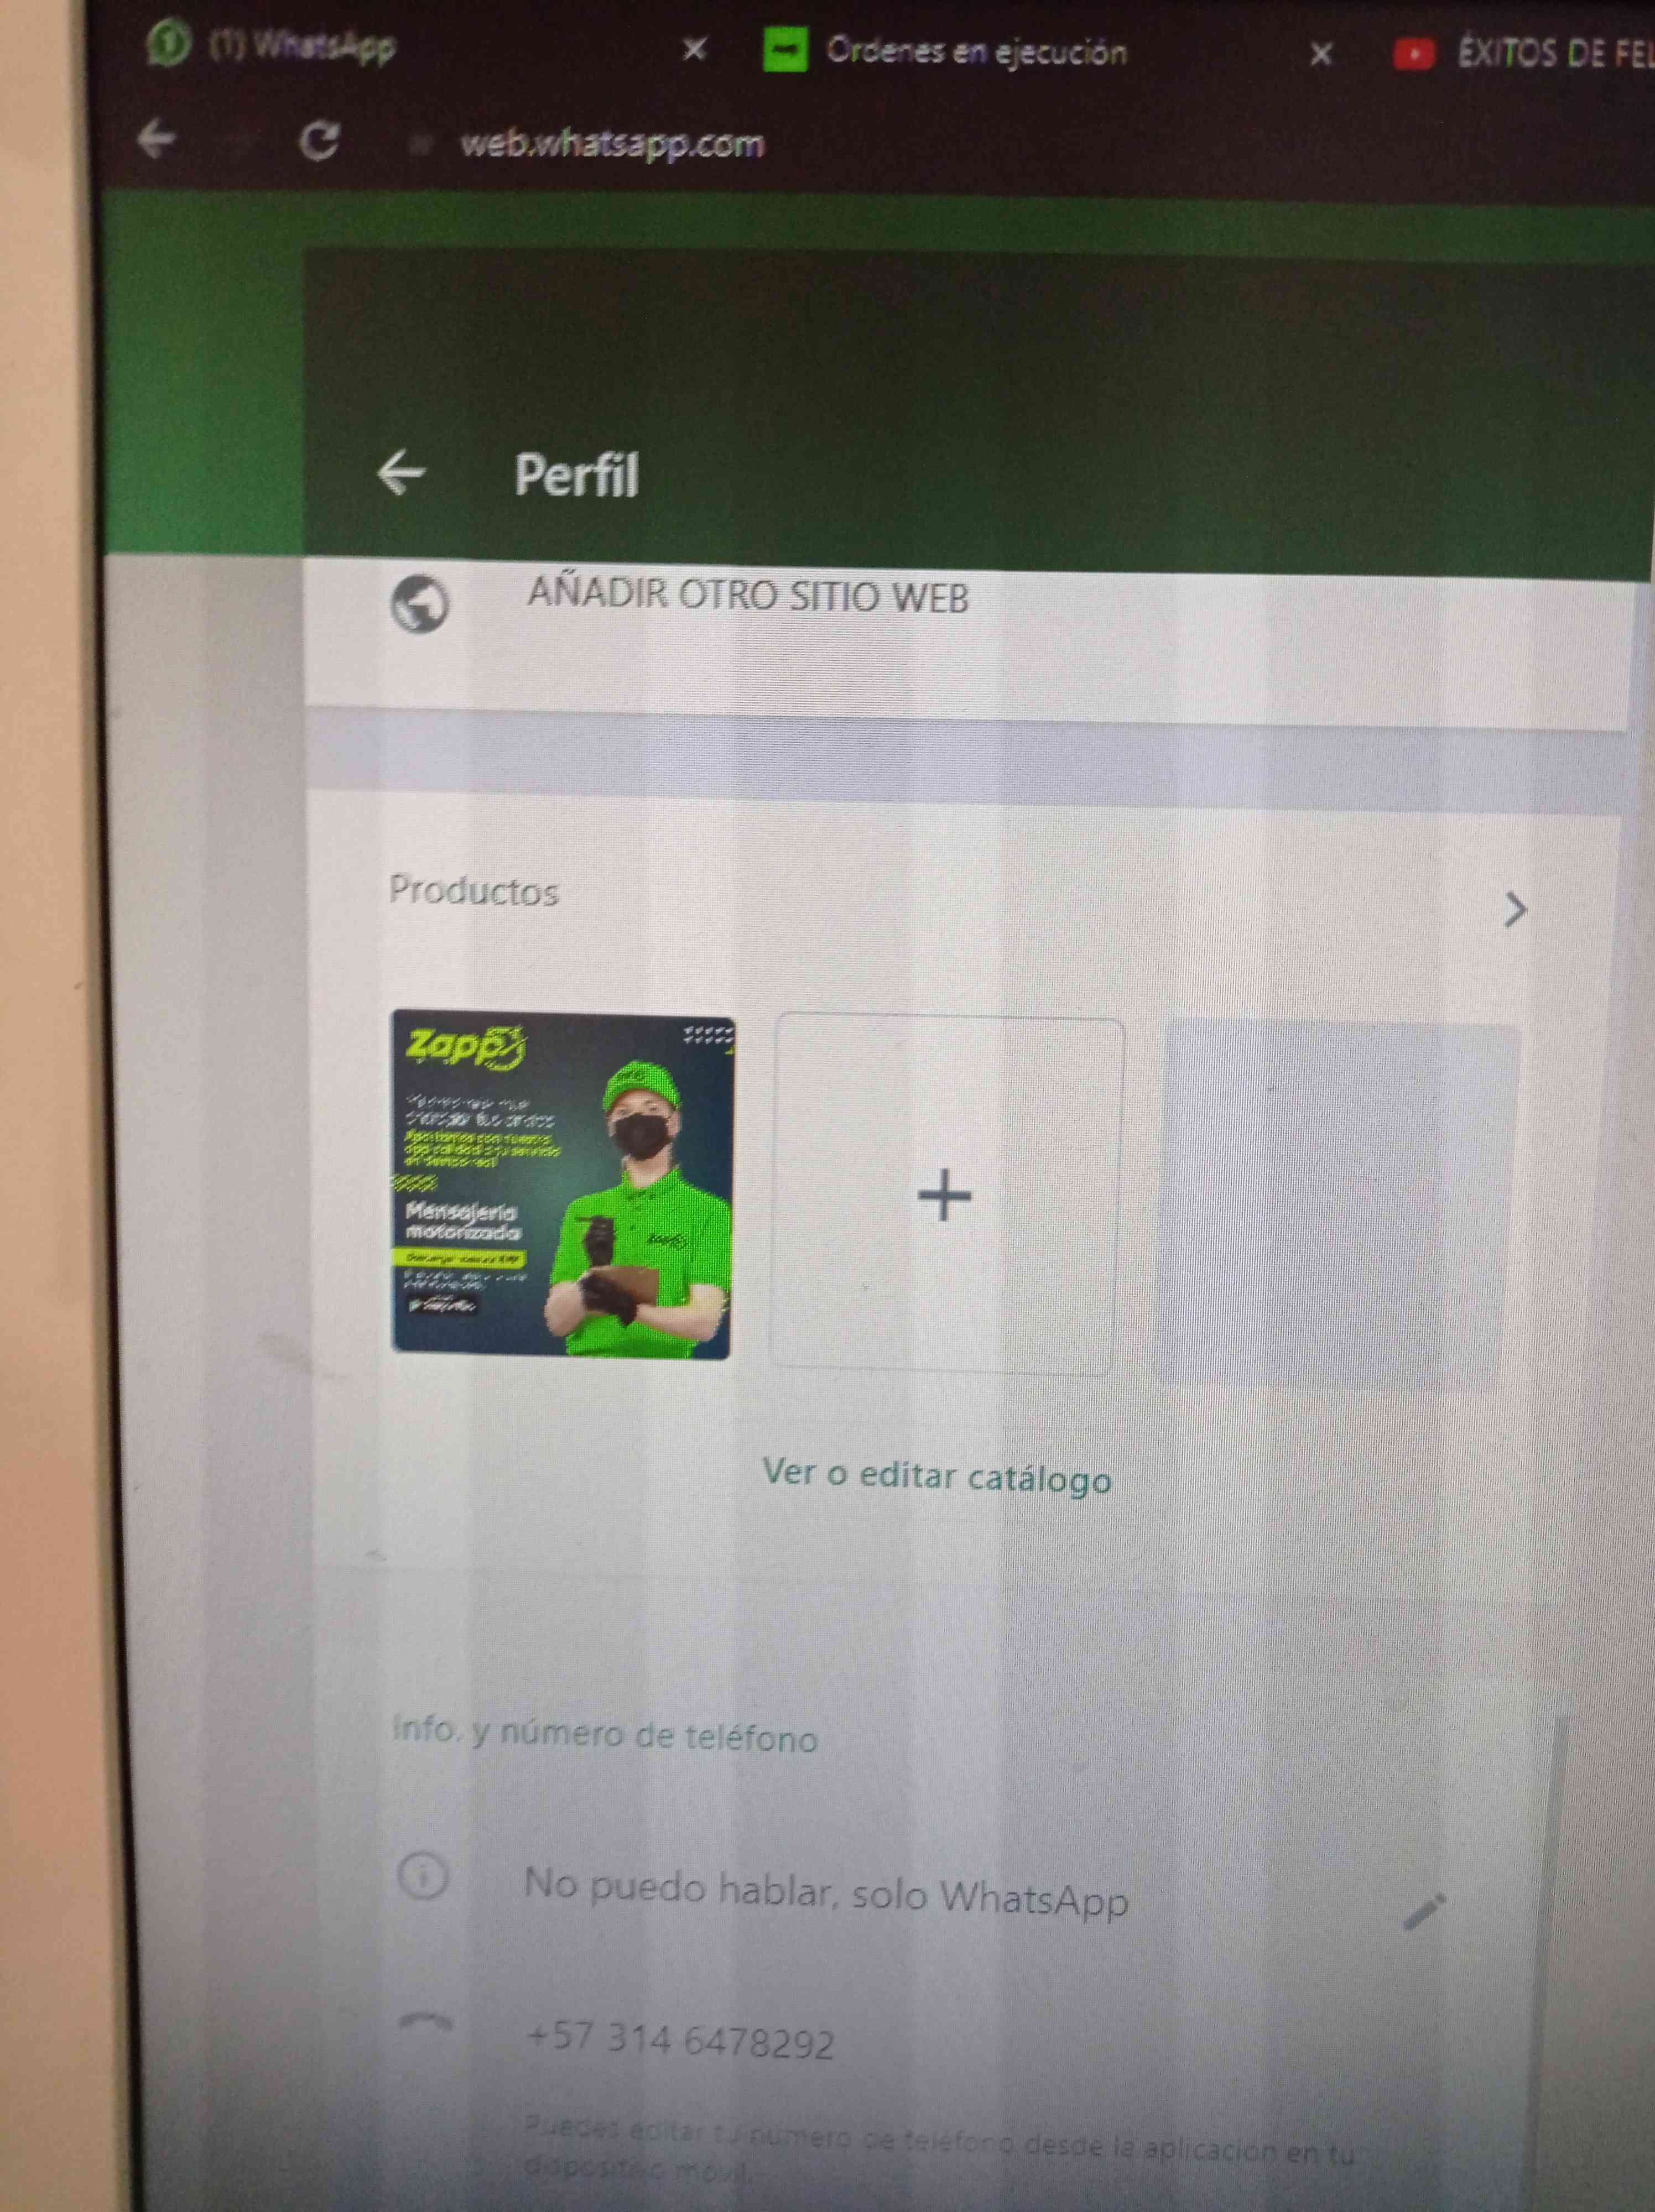 (1) WhatsApp
Ordenes en ejecución
ÉXITOS DE FEL
web.whatsapp.com
Perfil
AÑADIR OTRO SITIO WEB
Productos
Zapp
Mensajería
motorizada
Ver o editar catálogo
Info. y número de teléfono
No puedo hablar, solo WhatsApp
+57 314 6478292
Puedes editar tu número de teléfono desde la aplicación en tu
dispositivo móvil.